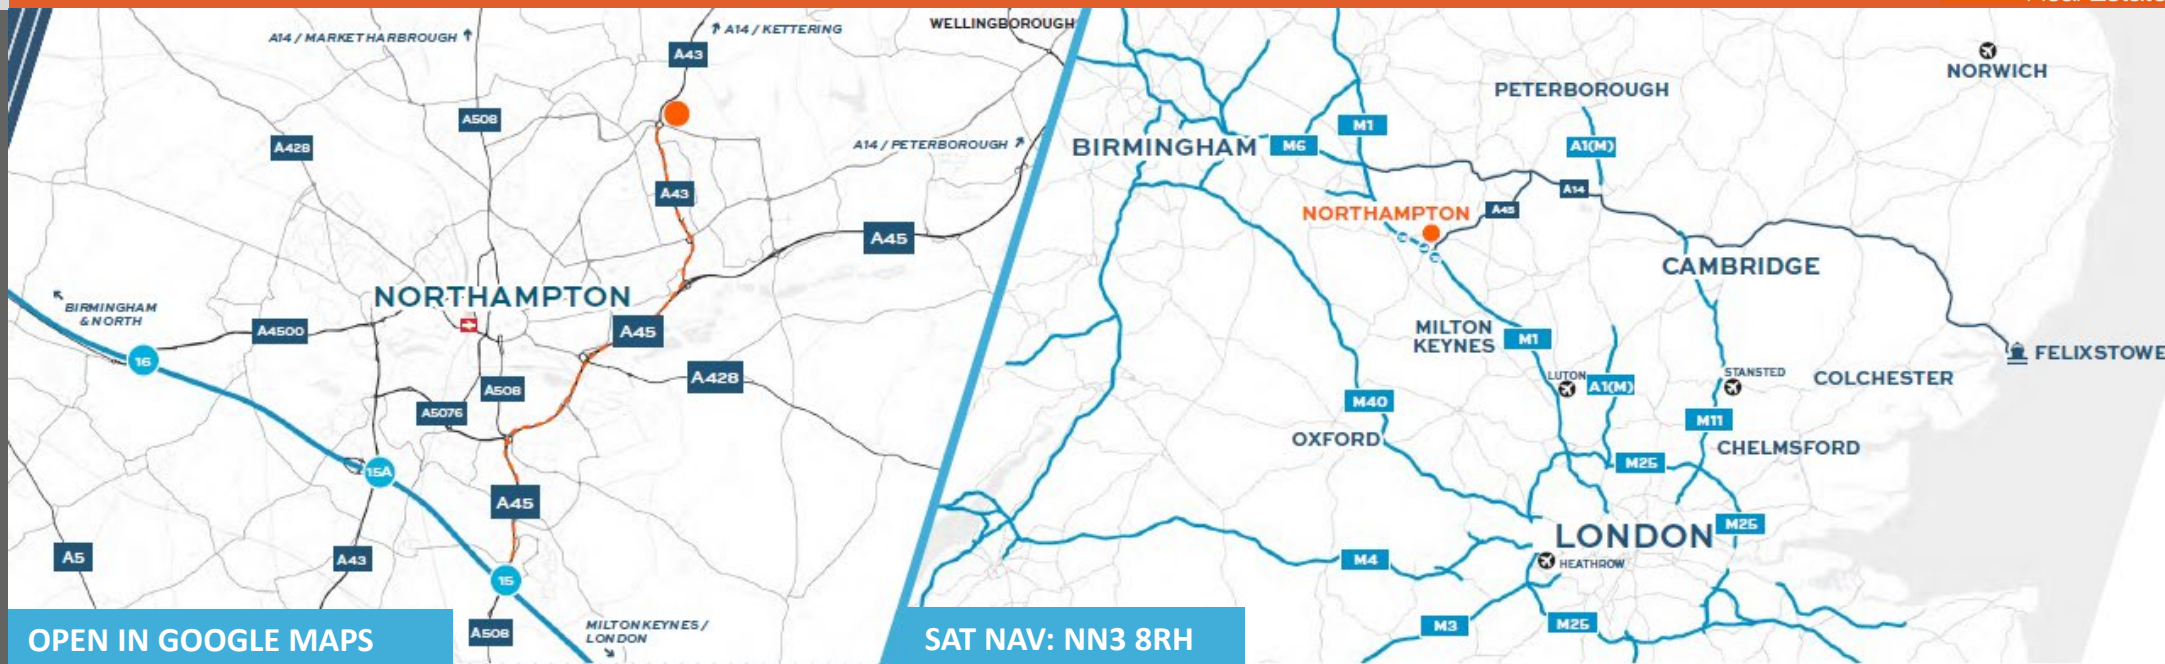 A14 / MARKET HARBROUGH
A14 / KETTERING
WELLINGBOROUGH
A43
A508
A428
A14 / PETERBOROUGH
A43
A45
NORTHAMPTON
BIRMINGHAM
& NORTH
A4500
A45
16
A428
A508
A5076
15A
A45
A5
A43
15
A508
MILTON KEYNES /
LONDON
OPEN IN GOOGLE MAPS
NORWICH
PETERBOROUGH
M1
BIRMINGHAM
M6
A1(M)
A14
NORTHAMPTON
A45
CAMBRIDGE
MILTON
KEYNES
M1
FELIXSTOWE
LUTON
A1(M)
STANSTED
COLCHESTER
M40
M11
OXFORD
CHELMSFORD
M25
LONDON
M25
M4
HEATHROW
M3
M25
SAT NAV: NN3 8RH